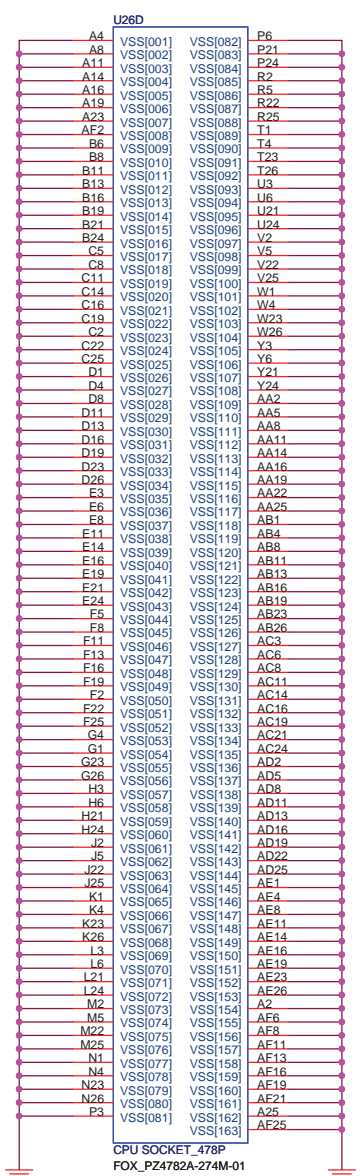 U26D
A4 VSS[001] VSS[082] P6
A8 VSS[002] VSS[083] P21
A11 VSS[003] VSS[084] P24
A14 VSS[004] VSS[085] R2
A16 VSS[005] VSS[086] R5
A19 VSS[006] VSS[087] R22
A23 VSS[007] VSS[088] R25
AF2 VSS[008] VSS[089] T1
B6 VSS[009] VSS[090] T4
B8 VSS[010] VSS[091] T23
B11 VSS[011] VSS[092] T26
B13 VSS[012] VSS[093] U3
B16 VSS[013] VSS[094] U6
B19 VSS[014] VSS[095] U21
B21 VSS[015] VSS[096] U24
B24 VSS[016] VSS[097] V2
C5 VSS[017] VSS[098] V5
C8 VSS[018] VSS[099] V22
C11 VSS[019] VSS[100] V25
C14 VSS[020] VSS[101] W1
C16 VSS[021] VSS[102] W4
C19 VSS[022] VSS[103] W23
C2 VSS[023] VSS[104] W26
C22 VSS[024] VSS[105] Y3
C25 VSS[025] VSS[106] Y6
D1 VSS[026] VSS[107] Y21
D4 VSS[027] VSS[108] Y24
D8 VSS[028] VSS[109] AA2
D11 VSS[029] VSS[110] AA5
D13 VSS[030] VSS[111] AA8
D16 VSS[031] VSS[112] AA11
D19 VSS[032] VSS[113] AA14
D23 VSS[033] VSS[114] AA16
D26 VSS[034] VSS[115] AA19
E3 VSS[035] VSS[116] AA22
E6 VSS[036] VSS[117] AA25
E8 VSS[037] VSS[118] AB1
E11 VSS[038] VSS[119] AB4
E14 VSS[039] VSS[120] AB8
E16 VSS[040] VSS[121] AB11
E19 VSS[041] VSS[122] AB13
E21 VSS[042] VSS[123] AB16
E24 VSS[043] VSS[124] AB19
F5 VSS[044] VSS[125] AB23
F8 VSS[045] VSS[126] AB26
F11 VSS[046] VSS[127] AC3
F13 VSS[047] VSS[128] AC6
F16 VSS[048] VSS[129] AC8
F19 VSS[049] VSS[130] AC11
F2 VSS[050] VSS[131] AC14
F22 VSS[051] VSS[132] AC16
F25 VSS[052] VSS[133] AC19
G4 VSS[053] VSS[134] AC21
G1 VSS[054] VSS[135] AC24
G23 VSS[055] VSS[136] AD2
G26 VSS[056] VSS[137] AD5
H3 VSS[057] VSS[138] AD8
H6 VSS[058] VSS[139] AD11
H21 VSS[059] VSS[140] AD13
H24 VSS[060] VSS[141] AD16
J2 VSS[061] VSS[142] AD19
J5 VSS[062] VSS[143] AD22
J22 VSS[063] VSS[144] AD25
J25 VSS[064] VSS[145] AE1
K1 VSS[065] VSS[146] AE4
K4 VSS[066] VSS[147] AE8
K23 VSS[067] VSS[148] AE11
K26 VSS[068] VSS[149] AE14
L3 VSS[069] VSS[150] AE16
L6 VSS[070] VSS[151] AE19
L21 VSS[071] VSS[152] AE23
L24 VSS[072] VSS[153] AE26
M2 VSS[073] VSS[154] A2
M5 VSS[074] VSS[155] AF6
M22 VSS[075] VSS[156] AF8
M25 VSS[076] VSS[157] AF11
N1 VSS[077] VSS[158] AF13
N4 VSS[078] VSS[159] AF16
N23 VSS[079] VSS[160] AF19
N26 VSS[080] VSS[161] AF21
P3 VSS[081] VSS[162] A25
VSS[163] AF25
CPU SOCKET_478P
FOX_PZ4782A-274M-01